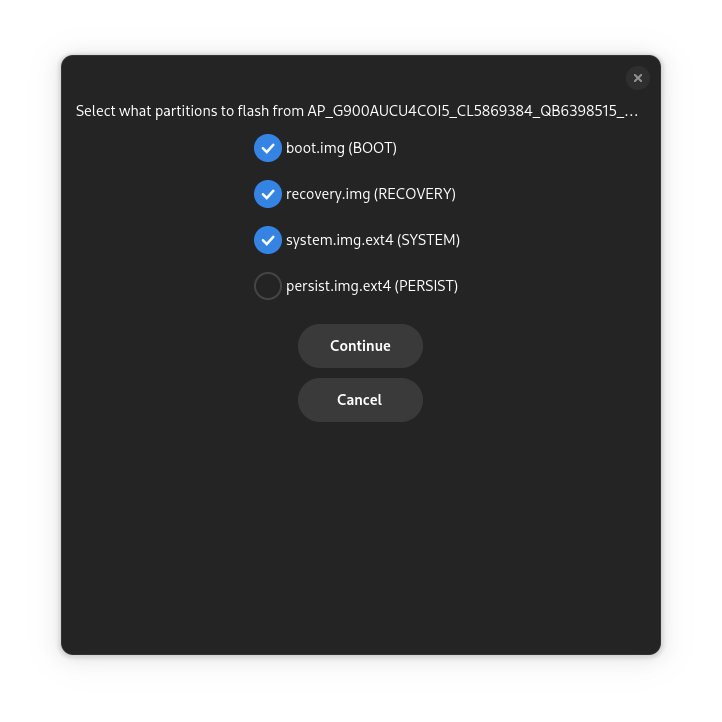 Select what partitions to flash from AP_G900AUCU4COI5_CL5869384_QB6398515_...
boot.img (BOOT)
recovery.img (RECOVERY)
system.img.ext4 (SYSTEM)
persist.img.ext4 (PERSIST)
Continue
Cancel